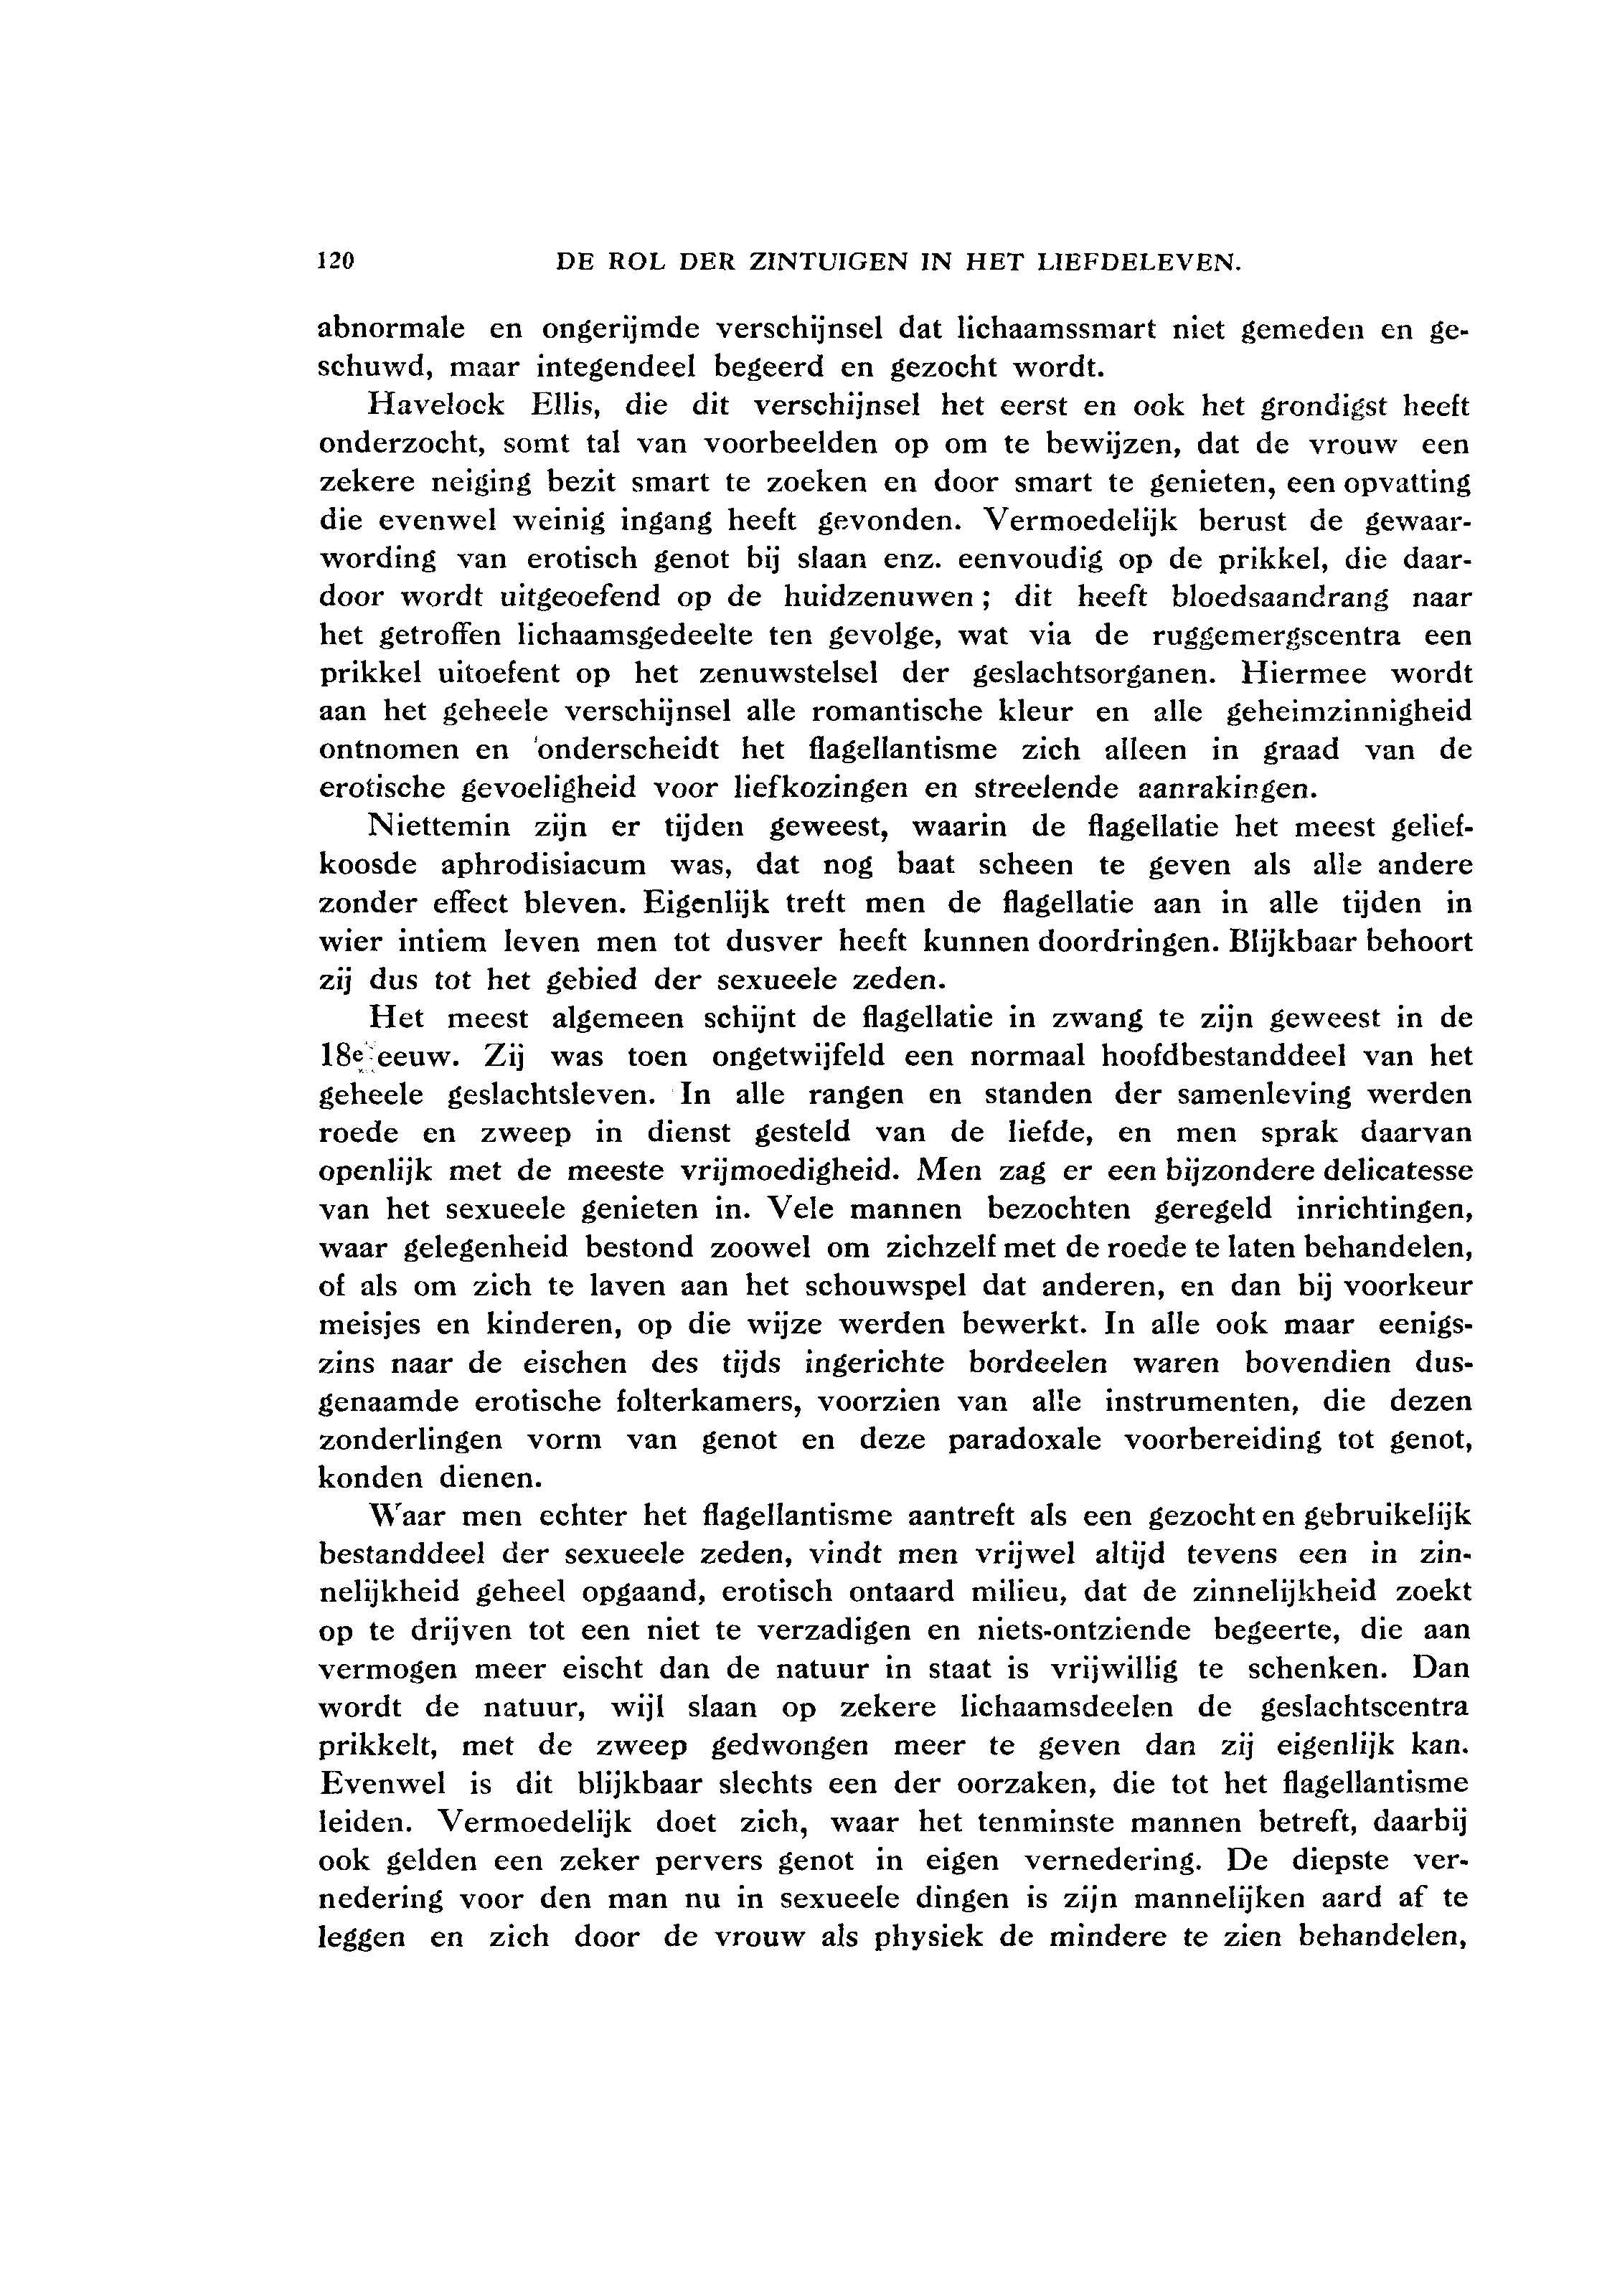 120 DE ROL DER ZINTUIGEN IN HET LIEFDELEVEN.
abnormale en ongerijmde verschijnsel dat lichaamssmart niet gemeden en ge-
schuwd, maar integendeel begeerd en gezocht wordt.
Havelock Ellis, die dit verschijnsel het eerst en ook het grondigst heeft
onderzocht, somt tal van voorbeelden op om te bewijzen, dat de vrouw een
zekere neiging bezit smart te zoeken en door smart te genieten, een opvatting
die evenwel weinig ingang heeft gevonden. Vermoedelijk berust de gewaar-
wording van erotisch genot bij slaan enz. eenvoudig op de prikkel, die daar-
door wordt uitgeoefend op de huidzenuwen; dit heeft bloedsaandrang naar
het getroffen lichaamsgedeelte ten gevolge, wat via de ruggemergscentra een
prikkel uitoefent op het zenuwstelsel der geslachtsorganen. Hiermee wordt
aan het geheele verschijnsel alle romantische kleur en alle geheimzinnigheid
ontnomen en 'onderscheidt het flagellantisme zich alleen in graad van de
erotische gevoeligheid voor liefkozingen en streelende aanrakingen.
Niettemin zijn er tijden geweest, waarin de flagellatie het meest gelief-
koosde aphrodisiacum was, dat nog baat scheen te geven als alle andere
zonder effect bleven. Eigenlijk treft men de flagellatie aan in alle tijden in
wier intiem leven men tot dusver heeft kunnen doordringen. Blijkbaar behoort
zij dus tot het gebied der sexueele zeden.
Het meest algemeen schijnt de flagellatie in zwang te zijn geweest in de
18e eeuw. Zij was toen ongetwijfeld een normaal hoofdbestanddeel van het
geheele geslachtsleven. In alle rangen en standen der samenleving werden
roede en zweep in dienst gesteld van de liefde, en men sprak daarvan
openlijk met de meeste vrijmoedigheid. Men zag er een bijzondere delicatesse
van het sexueele genieten in. Vele mannen bezochten geregeld inrichtingen,
waar gelegenheid bestond zoowel om zichzelf met de roede te laten behandelen,
of als om zich te laven aan het schouwspel dat anderen, en dan bij voorkeur
meisjes en kinderen, op die wijze werden bewerkt. In alle ook maar eenigs-
zins naar de eischen des tijds ingerichte bordeelen waren bovendien dus-
genaamde erotische folterkamers, voorzien van alle instrumenten, die dezen
zonderlingen vorm van genot en deze paradoxale voorbereiding tot genot,
konden dienen.
Waar men echter het flagellantisme aantreft als een gezocht en gebruikelijk
bestanddeel der sexueele zeden, vindt men vrijwel altijd tevens een in zin-
nelijkheid geheel opgaand, erotisch ontaard milieu, dat de zinnelijkheid zoekt
op te drijven tot een niet te verzadigen en niets-ontziende begeerte, die aan
vermogen meer eischt dan de natuur in staat is vrijwillig te schenken. Dan
wordt de natuur, wijl slaan op zekere lichaamsdeelen de geslachtscentra
prikkelt, met de zweep gedwongen meer te geven dan zij eigenlijk kan.
Evenwel is dit blijkbaar slechts een der oorzaken, die tot het flagellantisme
leiden. Vermoedelijk doet zich, waar het tenminste mannen betreft, daarbij
ook gelden een zeker pervers genot in eigen vernedering. De diepste ver-
nedering voor den man nu in sexueele dingen is zijn mannelijken aard af te
leggen en zich door de vrouw als physiek de mindere te zien behandelen,